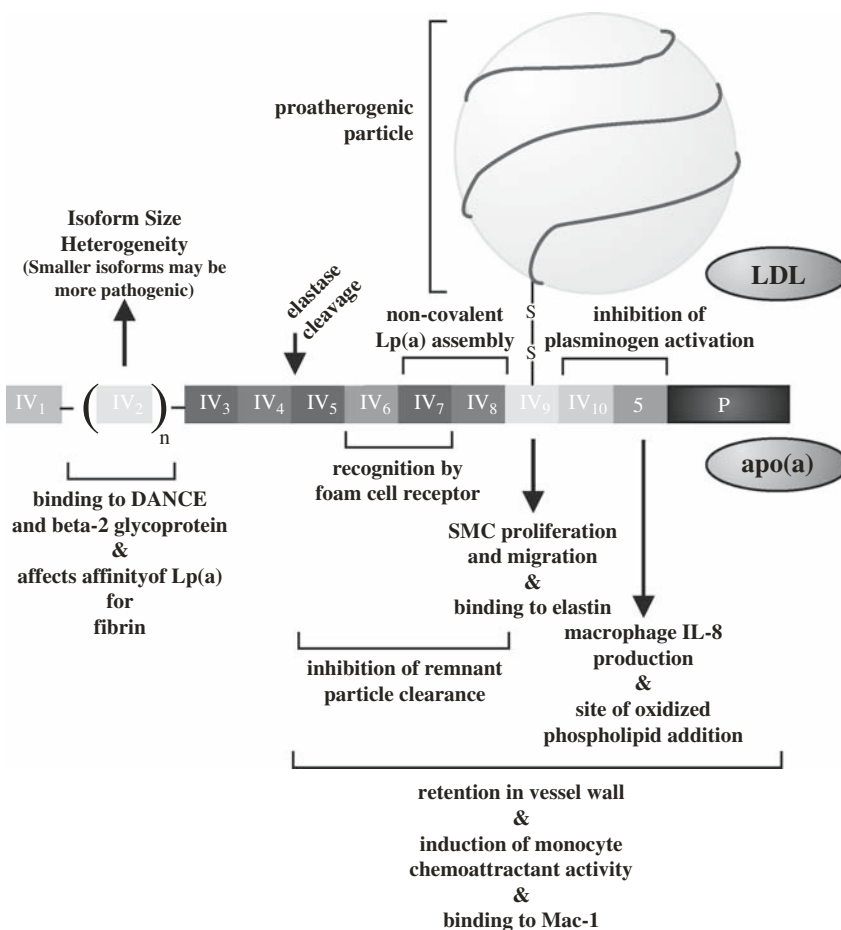 proatherogenic
particle
Isoform Size
Heterogeneity
(Smaller isoforms may be
more pathogenic)
elastase
cleavage
non-covalent
Lp(a) assembly
S
S
inhibition of
plasminogen activation
LDL
IV1
( IV2 )n
IV3
IV4
IV5
IV6
IV7
IV8
IV9
IV10
5
P
apo(a)
binding to DANCE
and beta-2 glycoprotein
&
affects affinityof Lp(a)
for
fibrin
recognition by
foam cell receptor
SMC proliferation
and migration
&
binding to elastin
macrophage IL-8
production
&
site of oxidized
phospholipid addition
inhibition of remnant
particle clearance
retention in vessel wall
&
induction of monocyte
chemoattractant activity
&
binding to Mac-1